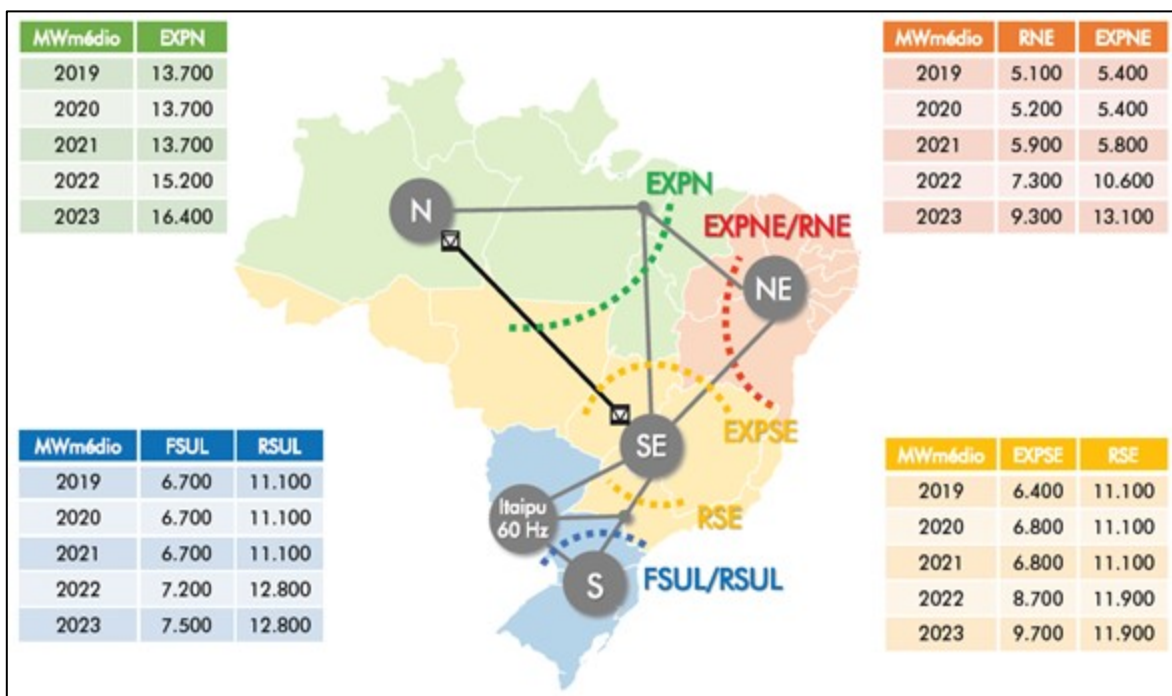 MWmédio EXPN
2019 13.700
2020 13.700
2021 13.700
2022 15.200
2023 16.400
MWmédio RNE EXPNE
2019 5.100 5.400
2020 5.200 5.400
2021 5.900 5.800
2022 7.300 10.600
2023 9.300 13.100
EXPN
N
EXPNE/RNE
NE
EXPSE
SE
Itaipu
60 Hz
RSE
S
FSUL/RSUL
MWmédio FSUL RSUL
2019 6.700 11.100
2020 6.700 11.100
2021 6.700 11.100
2022 7.200 12.800
2023 7.500 12.800
MWmédio EXPSE RSE
2019 6.400 11.100
2020 6.800 11.100
2021 6.800 11.100
2022 8.700 11.900
2023 9.700 11.900